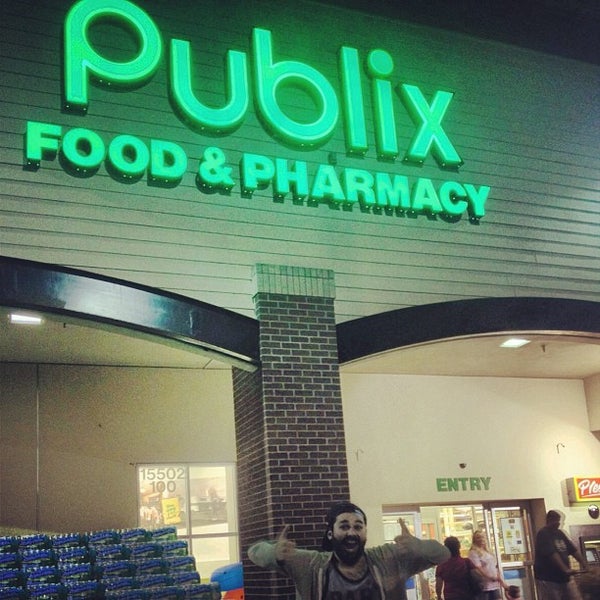 Publix
FOOD & PHARMACY
15502
100
ENTRY